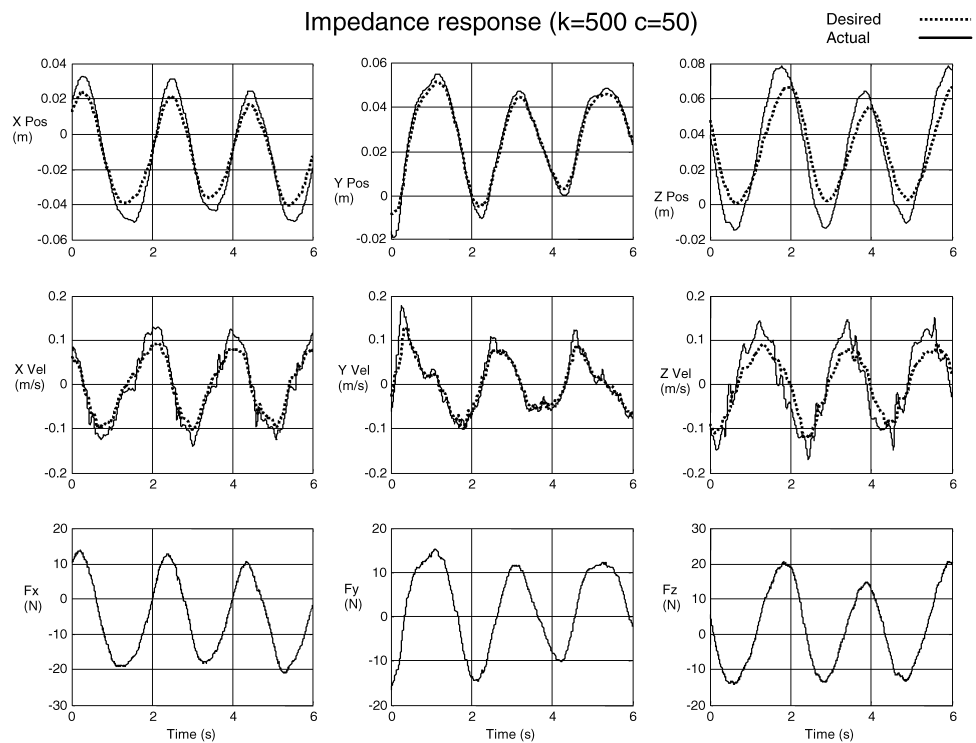 Impedance response (k=500 c=50)
Desired
Actual
0.04
0.02
0
-0.02
-0.04
-0.06
X Pos
(m)
0 2 4 6
0.06
0.04
0.02
0
-0.02
Y Pos
(m)
0 2 4 6
0.08
0.06
0.04
0.02
0
-0.02
Z Pos
(m)
0 2 4 6
0.2
0.1
0
-0.1
-0.2
X Vel
(m/s)
0 2 4 6
0.2
0.1
0
-0.1
-0.2
Y Vel
(m/s)
0 2 4 6
0.2
0.1
0
-0.1
-0.2
Z Vel
(m/s)
0 2 4 6
20
10
0
-10
-20
-30
Fx
(N)
0 2 4 6
Time (s)
20
10
0
-10
20
Fy
(N)
0 2 4 6
Time (s)
30
20
10
0
-10
-20
Fz
(N)
0 2 4 6
Time (s)